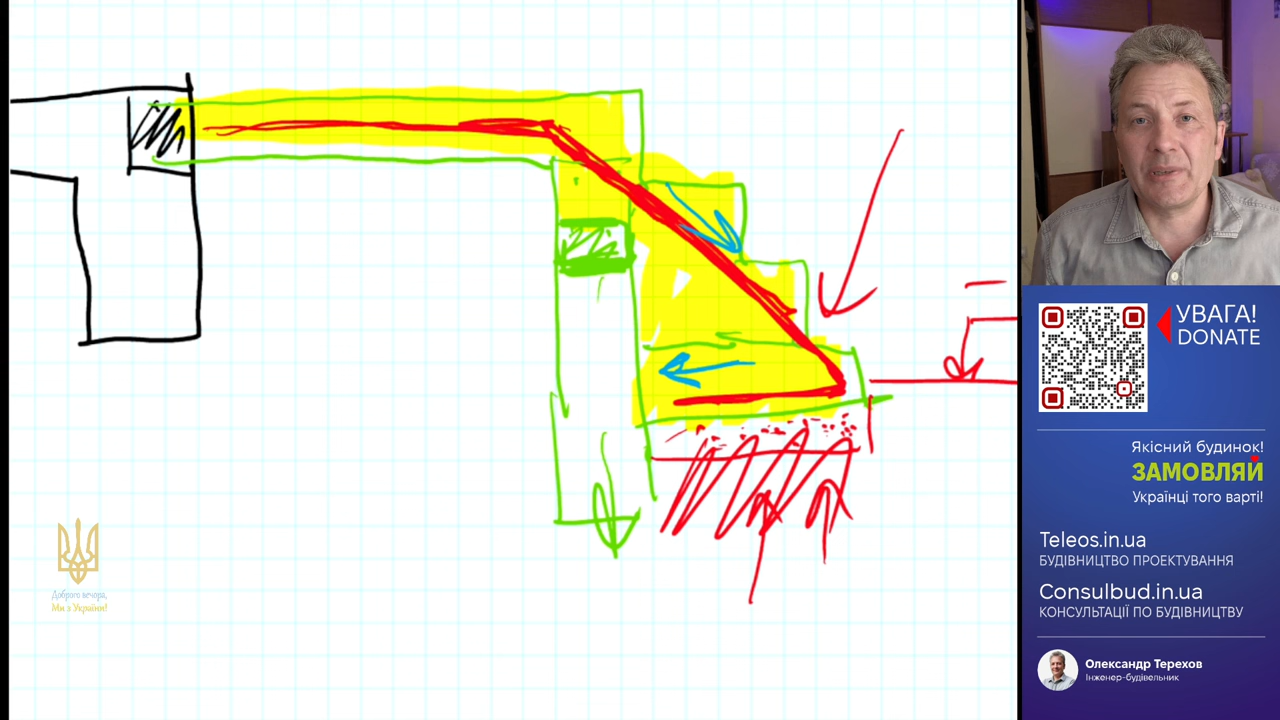 Доброго вечора,
Ми з України!
УВАГА!
DONATE
Якісний будинок!
ЗАМОВЛЯЙ
Українці того варті!
Teleos.in.ua
БУДІВНИЦТВО ПРОЕКТУВАННЯ
Consulbud.in.ua
КОНСУЛЬТАЦІЇ ПО БУДІВНИЦТВУ
Олександр Терехов
Інженер-будівельник